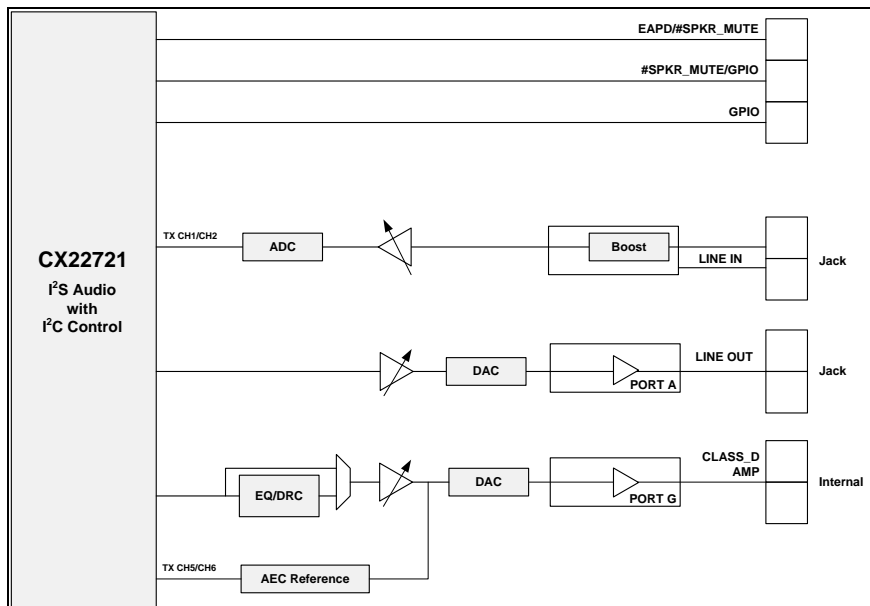 EAPD/#SPKR_MUTE
#SPKR_MUTE/GPIO
GPIO
TX CH1/CH2
ADC
Boost
LINE IN
Jack
CX22721
I²S Audio
with
I²C Control
DAC
PORT A
LINE OUT
Jack
EQ/DRC
DAC
PORT G
CLASS_D
AMP
Internal
TX CH5/CH6
AEC Reference